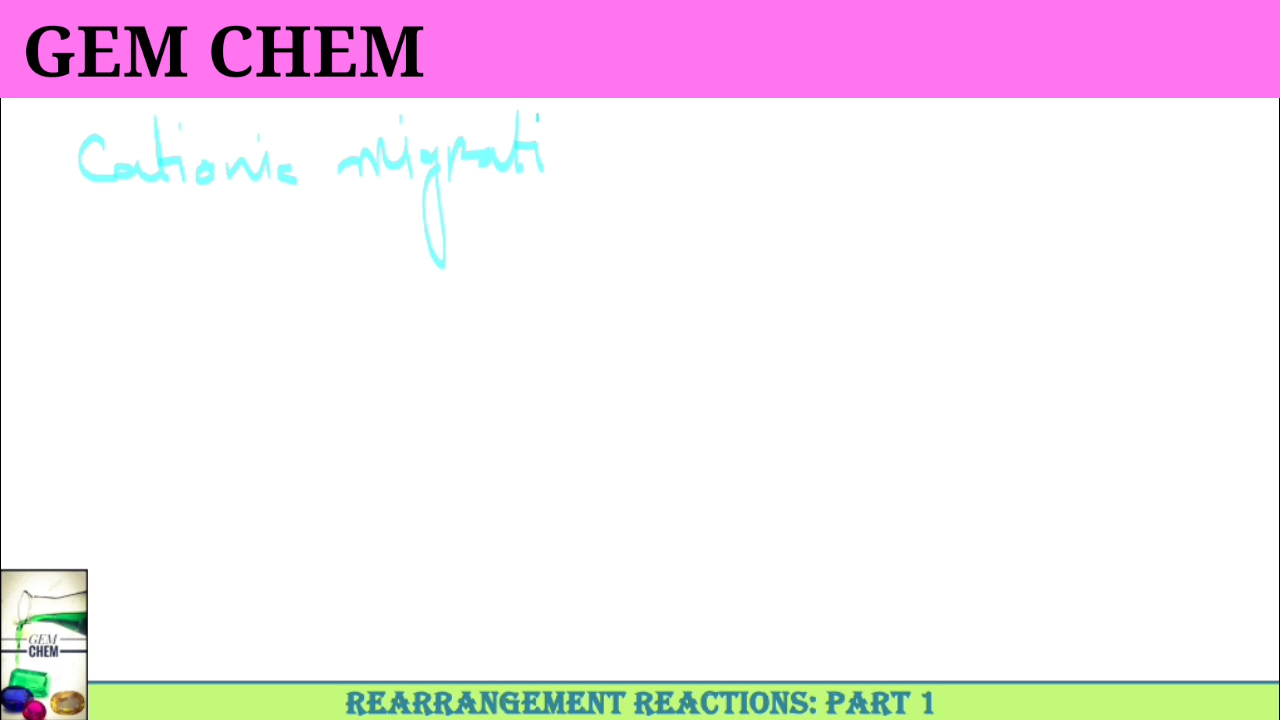 GEM CHEM
Cationic migrati
GEM
CHEM
REARRANGEMENT REACTIONS: PART 1